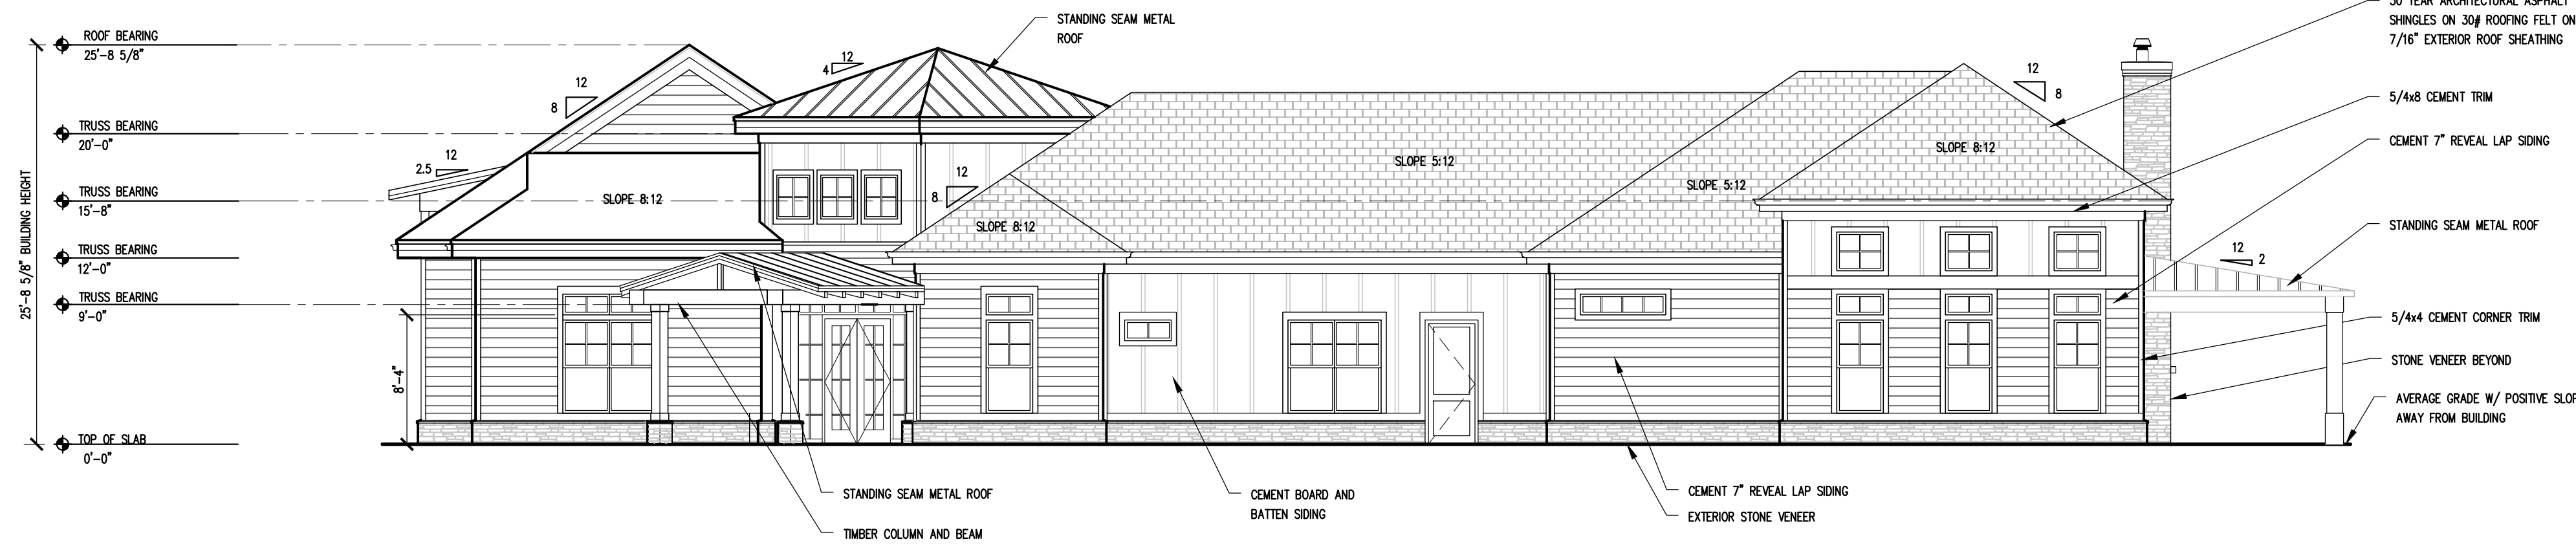 ROOF BEARING
25'-8 5/8"
TRUSS BEARING
20'-0"
TRUSS BEARING
15'-8"
TRUSS BEARING
12'-0"
TRUSS BEARING
9'-0"
TOP OF SLAB
0'-0"
25'-8 5/8" BUILDING HEIGHT
8'-4"
12
2.5
12
8
12
4
12
8
12
8
12
2
STANDING SEAM METAL
ROOF
SLOPE 8:12
SLOPE 8:12
SLOPE 5:12
SLOPE 5:12
SLOPE 8:12
50 YEAR ARCHITECTURAL ASPHALT
SHINGLES ON 30# ROOFING FELT ON
7/16" EXTERIOR ROOF SHEATHING
5/4x8 CEMENT TRIM
CEMENT 7" REVEAL LAP SIDING
STANDING SEAM METAL ROOF
5/4x4 CEMENT CORNER TRIM
STONE VENEER BEYOND
AVERAGE GRADE W/ POSITIVE SLOP
AWAY FROM BUILDING
STANDING SEAM METAL ROOF
TIMBER COLUMN AND BEAM
CEMENT BOARD AND
BATTEN SIDING
CEMENT 7" REVEAL LAP SIDING
EXTERIOR STONE VENEER